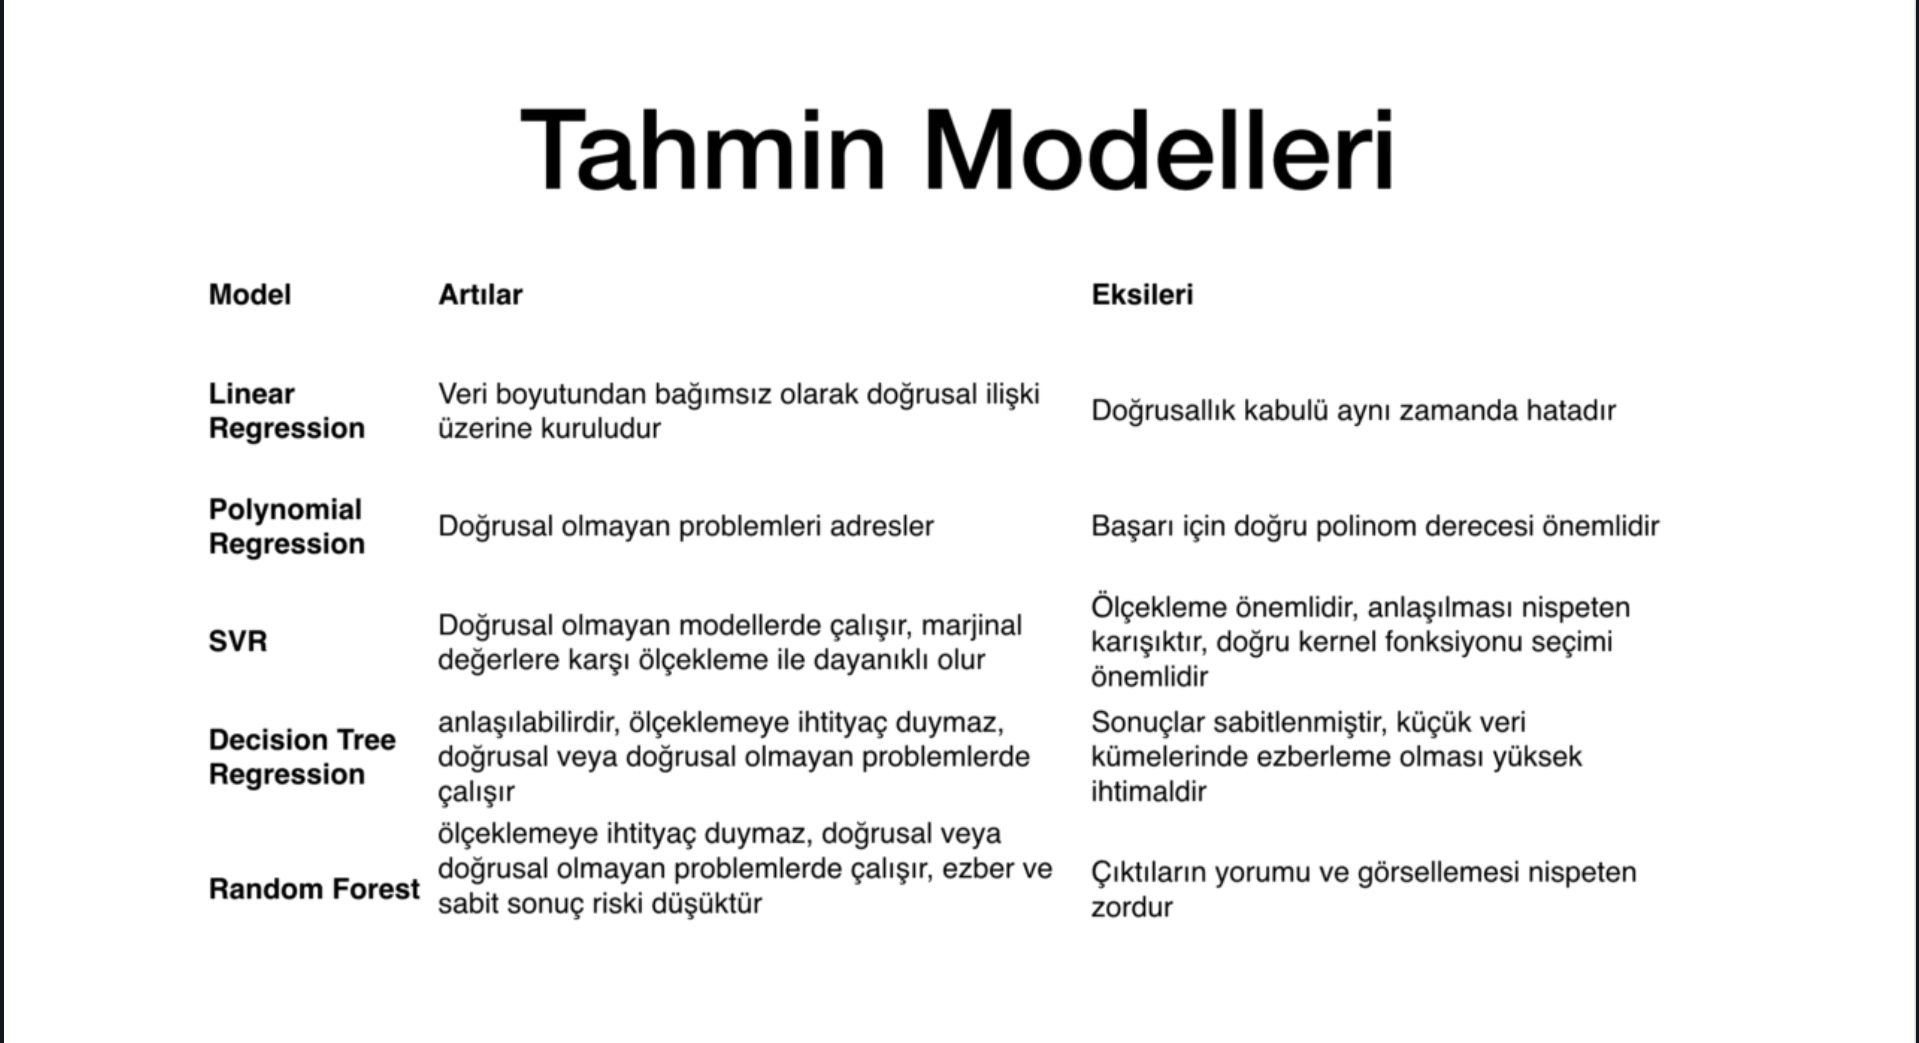 Tahmin Modelleri
Model
Artılar
Eksileri
Linear
Regression
Veri boyutundan bağımsız olarak doğrusal ilişki
üzerine kuruludur
Doğrusallık kabulü aynı zamanda hatadır
Polynomial
Regression
Doğrusal olmayan problemleri adresler
Başarı için doğru polinom derecesi önemlidir
SVR
Doğrusal olmayan modellerde çalışır, marjinal
değerlere karşı ölçekleme ile dayanıklı olur
Ölçekleme önemlidir, anlaşılması nispeten
karışıktır, doğru kernel fonksiyonu seçimi
önemlidir
Decision Tree
Regression
anlaşılabilirdir, ölçeklemeye ihtityaç duymaz,
doğrusal veya doğrusal olmayan problemlerde
çalışır
Sonuçlar sabitlenmiştir, küçük veri
kümelerinde ezberleme olması yüksek
ihtimaldir
Random Forest
ölçeklemeye ihtityaç duymaz, doğrusal veya
doğrusal olmayan problemlerde çalışır, ezber ve
sabit sonuç riski düşüktür
Çıktıların yorumu ve görsellemesi nispeten
zordur